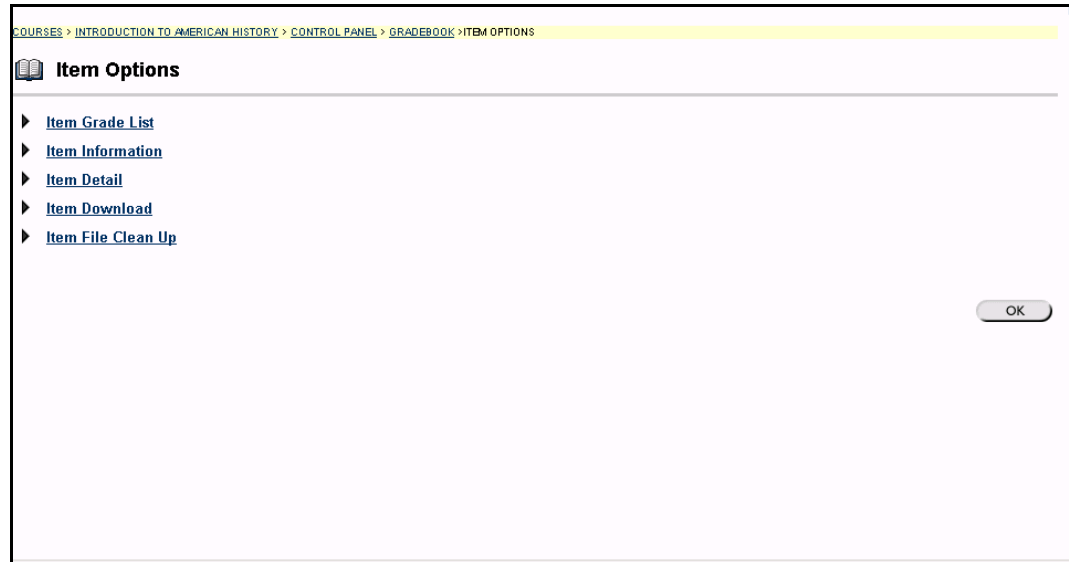 COURSES > INTRODUCTION TO AMERICAN HISTORY > CONTROL PANEL > GRADEBOOK >ITEM OPTIONS
Item Options
Item Grade List
Item Information
Item Detail
Item Download
Item File Clean Up
OK